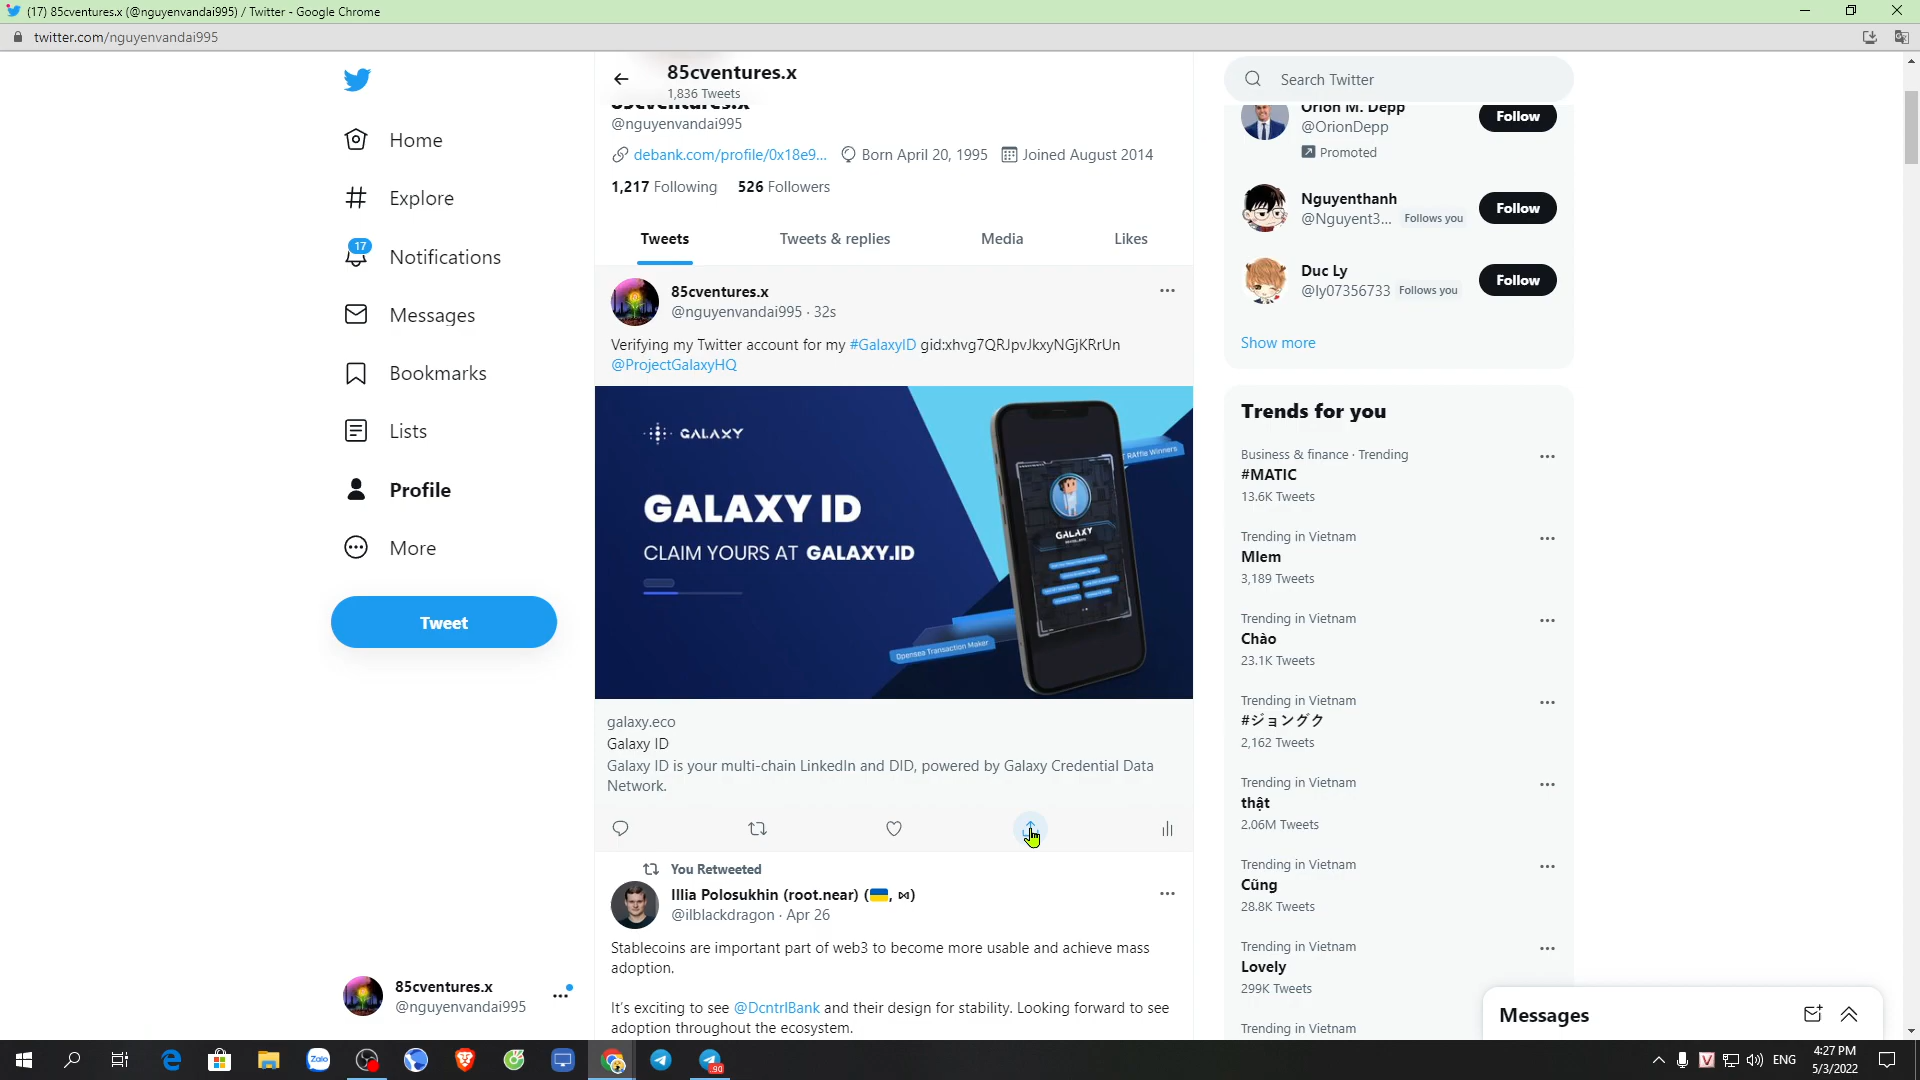 (17) 85cventures.x (@nguyenvandai995) / Twitter - Google Chrome
twitter.com/nguyenvandai995
Home
Explore
17
Notifications
Messages
Bookmarks
Lists
Profile
More
Tweet
85cventures.x
@nguyenvandai995
85cventures.x
1,836 Tweets
85cventures.x
@nguyenvandai995
debank.com/profile/0x18e9... Born April 20, 1995 Joined August 2014
1,217 Following 526 Followers
Tweets Tweets & replies Media Likes
85cventures.x
@nguyenvandai995 · 32s
Verifying my Twitter account for my #GalaxyID gid:xhvg7QRJpvJkxyNGjKRrUn
@ProjectGalaxyHQ
GALAXY
GALAXY ID
CLAIM YOURS AT GALAXY.ID
RAffle Winners
GALAXY
Opensea Transaction Maker
galaxy.eco
Galaxy ID
Galaxy ID is your multi-chain LinkedIn and DID, powered by Galaxy Credential Data
Network.
You Retweeted
Illia Polosukhin (root.near) (🇺🇦, ⋈)
@ilblackdragon · Apr 26
Stablecoins are important part of web3 to become more usable and achieve mass
adoption.
It's exciting to see @DcntrlBank and their design for stability. Looking forward to see
adoption throughout the ecosystem.
Search Twitter
Orion M. Depp
@OrionDepp
Promoted
Follow
Nguyenthanh
@Nguyent3... Follows you
Follow
Duc Ly
@ly07356733 Follows you
Follow
Show more
Trends for you
Business & finance · Trending
#MATIC
13.6K Tweets
Trending in Vietnam
Mlem
3,189 Tweets
Trending in Vietnam
Chào
23.1K Tweets
Trending in Vietnam
#ジョングク
2,162 Tweets
Trending in Vietnam
thật
2.06M Tweets
Trending in Vietnam
Cũng
28.8K Tweets
Trending in Vietnam
Lovely
299K Tweets
Trending in Vietnam
Messages
Zalo
90
ENG
4:27 PM
5/3/2022